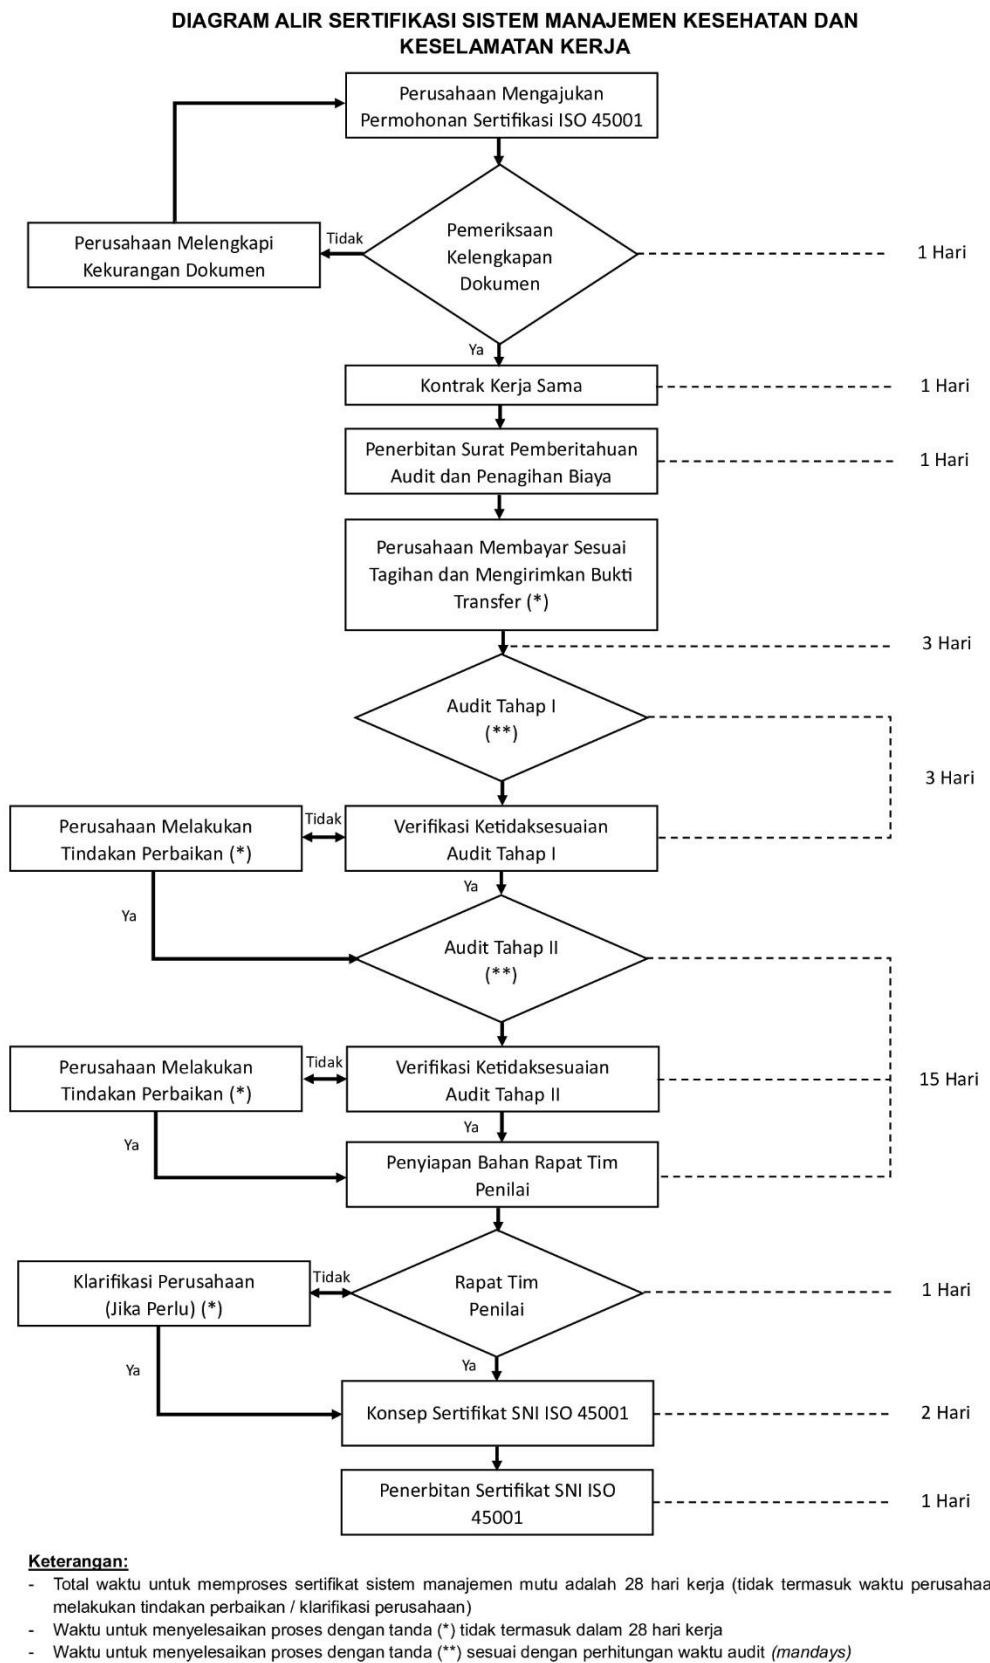 DIAGRAM ALIR SERTIFIKASI SISTEM MANAJEMEN KESEHATAN DAN
KESELAMATAN KERJA
Perusahaan Mengajukan
Permohonan Sertifikasi ISO 45001
Perusahaan Melengkapi
Kekurangan Dokumen
Tidak
Pemeriksaan
Kelengkapan
Dokumen
1 Hari
Ya
Kontrak Kerja Sama
1 Hari
Penerbitan Surat Pemberitahuan
Audit dan Penagihan Biaya
1 Hari
Perusahaan Membayar Sesuai
Tagihan dan Mengirimkan Bukti
Transfer (*)
3 Hari
Audit Tahap I
(**)
3 Hari
Perusahaan Melakukan
Tindakan Perbaikan (*)
Tidak
Verifikasi Ketidaksesuaian
Audit Tahap I
Ya
Ya
Audit Tahap II
(**)
Perusahaan Melakukan
Tindakan Perbaikan (*)
Tidak
Verifikasi Ketidaksesuaian
Audit Tahap II
15 Hari
Ya
Ya
Penyiapan Bahan Rapat Tim
Penilai
Klarifikasi Perusahaan
(Jika Perlu) (*)
Tidak
Rapat Tim
Penilai
1 Hari
Ya
Ya
Konsep Sertifikat SNI ISO 45001
2 Hari
Penerbitan Sertifikat SNI ISO
45001
1 Hari
Keterangan:
- Total waktu untuk memproses sertifikat sistem manajemen mutu adalah 28 hari kerja (tidak termasuk waktu perusahaa
melakukan tindakan perbaikan / klarifikasi perusahaan)
- Waktu untuk menyelesaikan proses dengan tanda (*) tidak termasuk dalam 28 hari kerja
- Waktu untuk menyelesaikan proses dengan tanda (**) sesuai dengan perhitungan waktu audit (mandays)